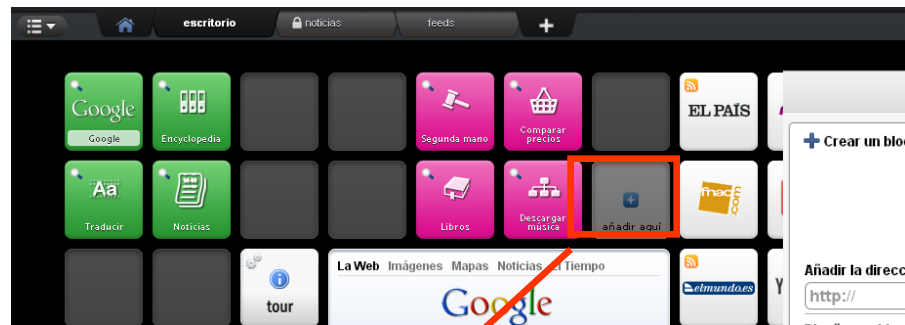 escritorio
noticias
feeds
Google
Google
Encyclopedia
Segunda mano
Comparar
precios
EL PAÍS
Crear un bloc
Aa
Traducir
Noticias
Libros
Descargar
música
añadir aquí
fnac
com
La Web Imágenes Mapas Noticias El Tiempo
tour
Google
elmundo.es
Y
Añadir la direcc
http://